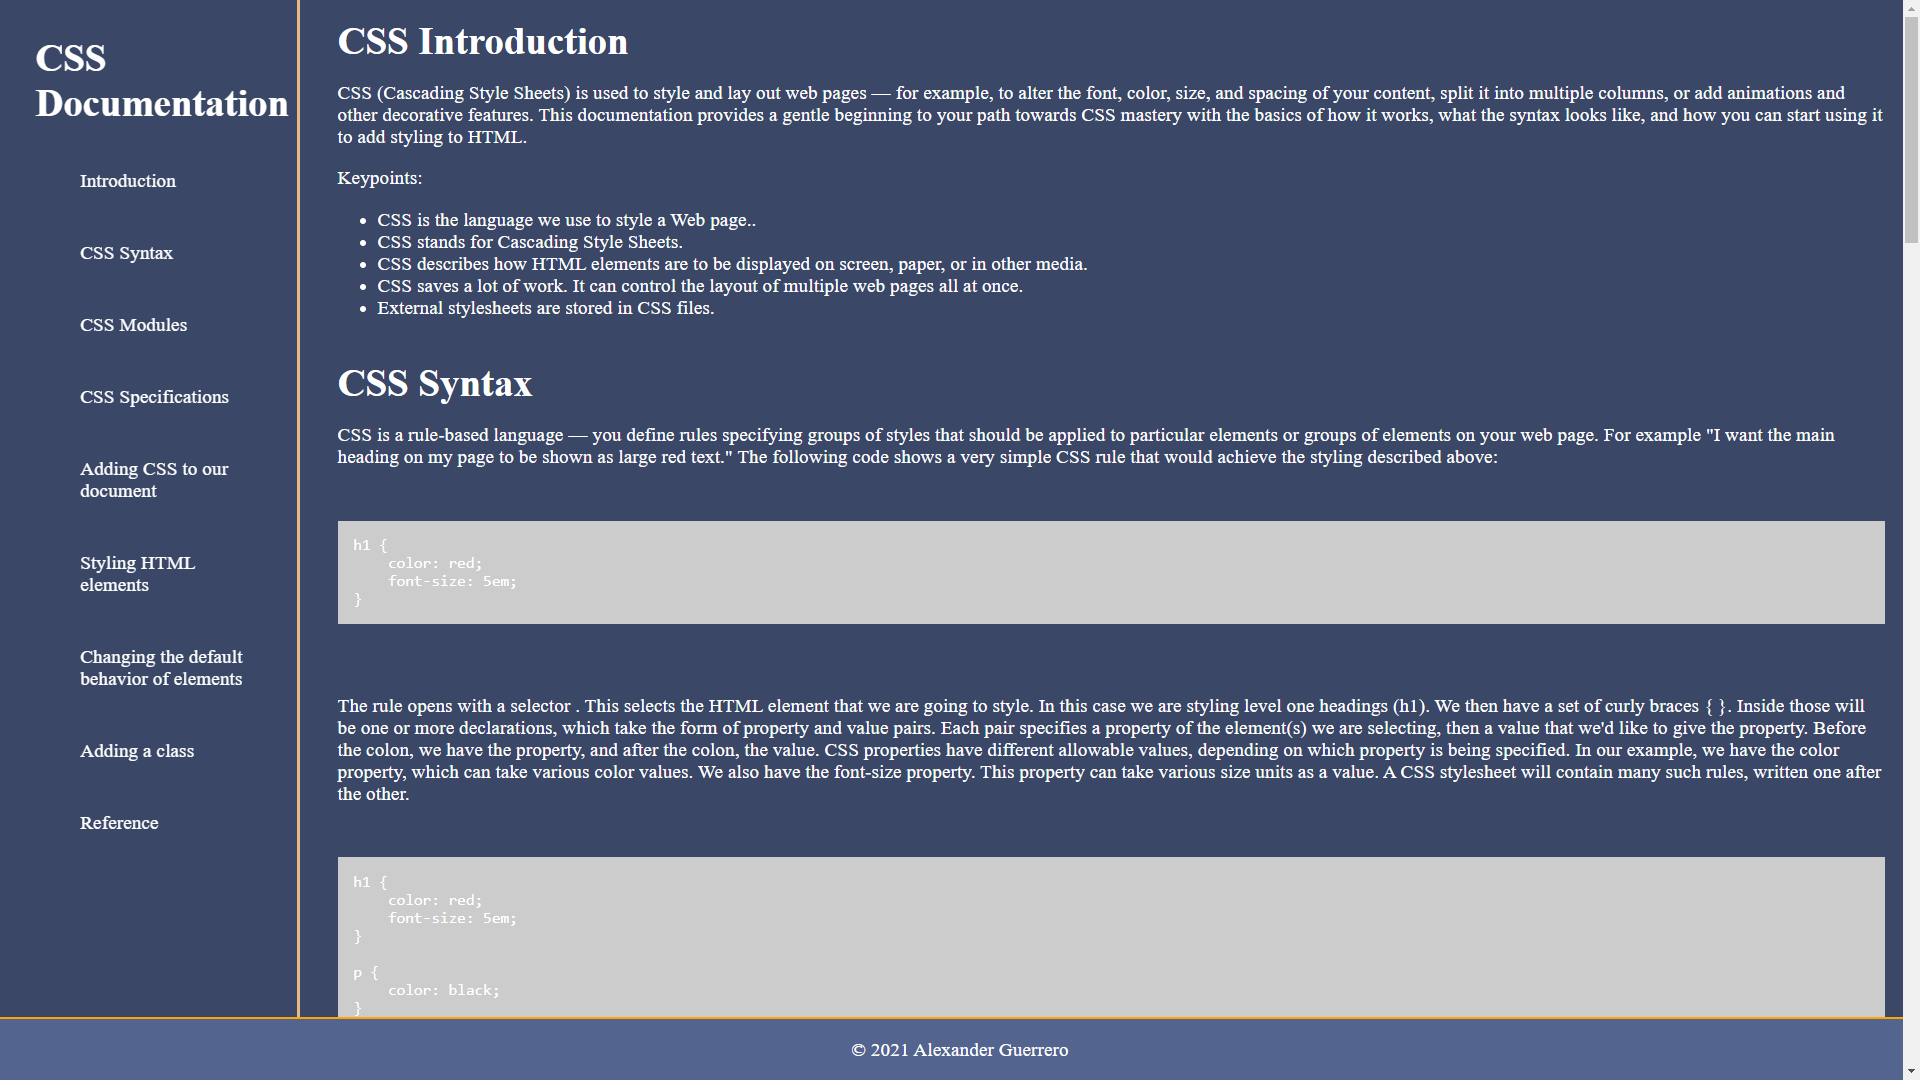 CSS
Documentation
Introduction
CSS Syntax
CSS Modules
CSS Specifications
Adding CSS to our
document
Styling HTML
elements
Changing the default
behavior of elements
Adding a class
Reference
CSS Introduction
CSS (Cascading Style Sheets) is used to style and lay out web pages — for example, to alter the font, color, size, and spacing of your content, split it into multiple columns, or add animations and
other decorative features. This documentation provides a gentle beginning to your path towards CSS mastery with the basics of how it works, what the syntax looks like, and how you can start using it
to add styling to HTML.
Keypoints:
• CSS is the language we use to style a Web page..
• CSS stands for Cascading Style Sheets.
• CSS describes how HTML elements are to be displayed on screen, paper, or in other media.
• CSS saves a lot of work. It can control the layout of multiple web pages all at once.
• External stylesheets are stored in CSS files.
CSS Syntax
CSS is a rule-based language — you define rules specifying groups of styles that should be applied to particular elements or groups of elements on your web page. For example "I want the main
heading on my page to be shown as large red text." The following code shows a very simple CSS rule that would achieve the styling described above:
h1 {
    color: red;
    font-size: 5em;
}
The rule opens with a selector . This selects the HTML element that we are going to style. In this case we are styling level one headings (h1). We then have a set of curly braces { }. Inside those will
be one or more declarations, which take the form of property and value pairs. Each pair specifies a property of the element(s) we are selecting, then a value that we'd like to give the property. Before
the colon, we have the property, and after the colon, the value. CSS properties have different allowable values, depending on which property is being specified. In our example, we have the color
property, which can take various color values. We also have the font-size property. This property can take various size units as a value. A CSS stylesheet will contain many such rules, written one after
the other.
h1 {
    color: red;
    font-size: 5em;
}
p {
    color: black;
}
© 2021 Alexander Guerrero